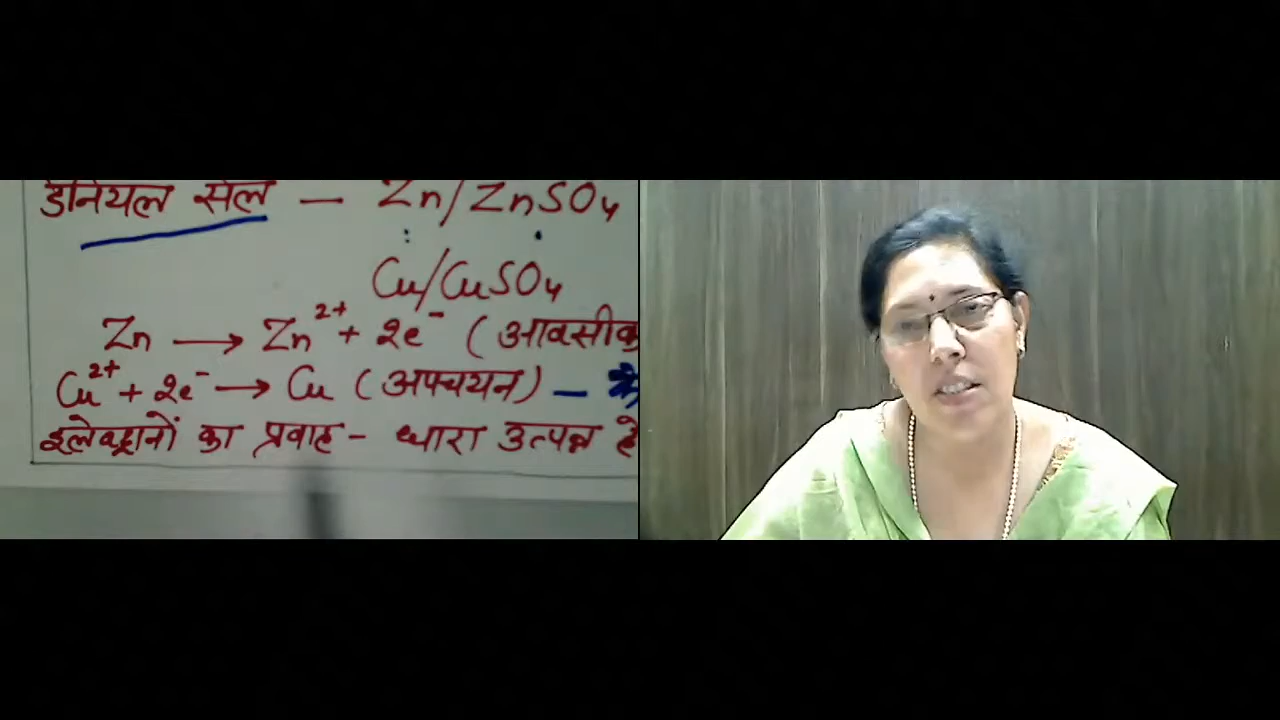 डेनियल सेल — Zn/ZnSO₄
Cu/CuSO₄
Zn → Zn²⁺ + 2e⁻ (आक्सीक
Cu²⁺ + 2e⁻ → Cu (अपचयन) —
इलेक्ट्रानों का प्रवाह - धारा उत्पन्न है